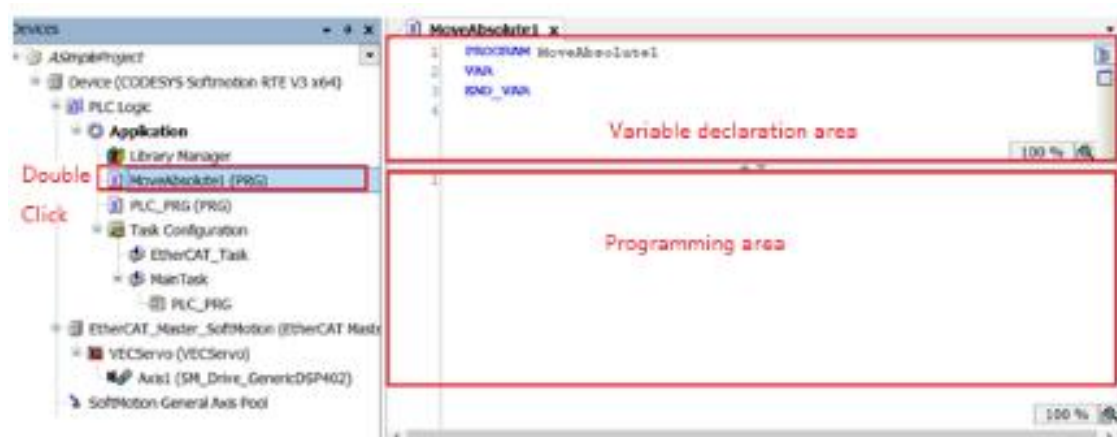 Devices
ASimpleProject
Device (CODESYS Softmotion RTE V3 x64)
PLC Logic
Application
Library Manager
Double
MoveAbsolute1 (PRG)
Click
PLC_PRG (PRG)
Task Configuration
EtherCAT_Task
MainTask
PLC_PRG
EtherCAT_Master_SoftMotion (EtherCAT Maste
VECServo (VECServo)
Axis1 (SM_Drive_GenericDSP402)
SoftMotion General Axis Pool
MoveAbsolute1 x
1 PROGRAM MoveAbsolute1
2 VAR
3 END_VAR
4
Variable declaration area
100 %
1
Programming area
100 %